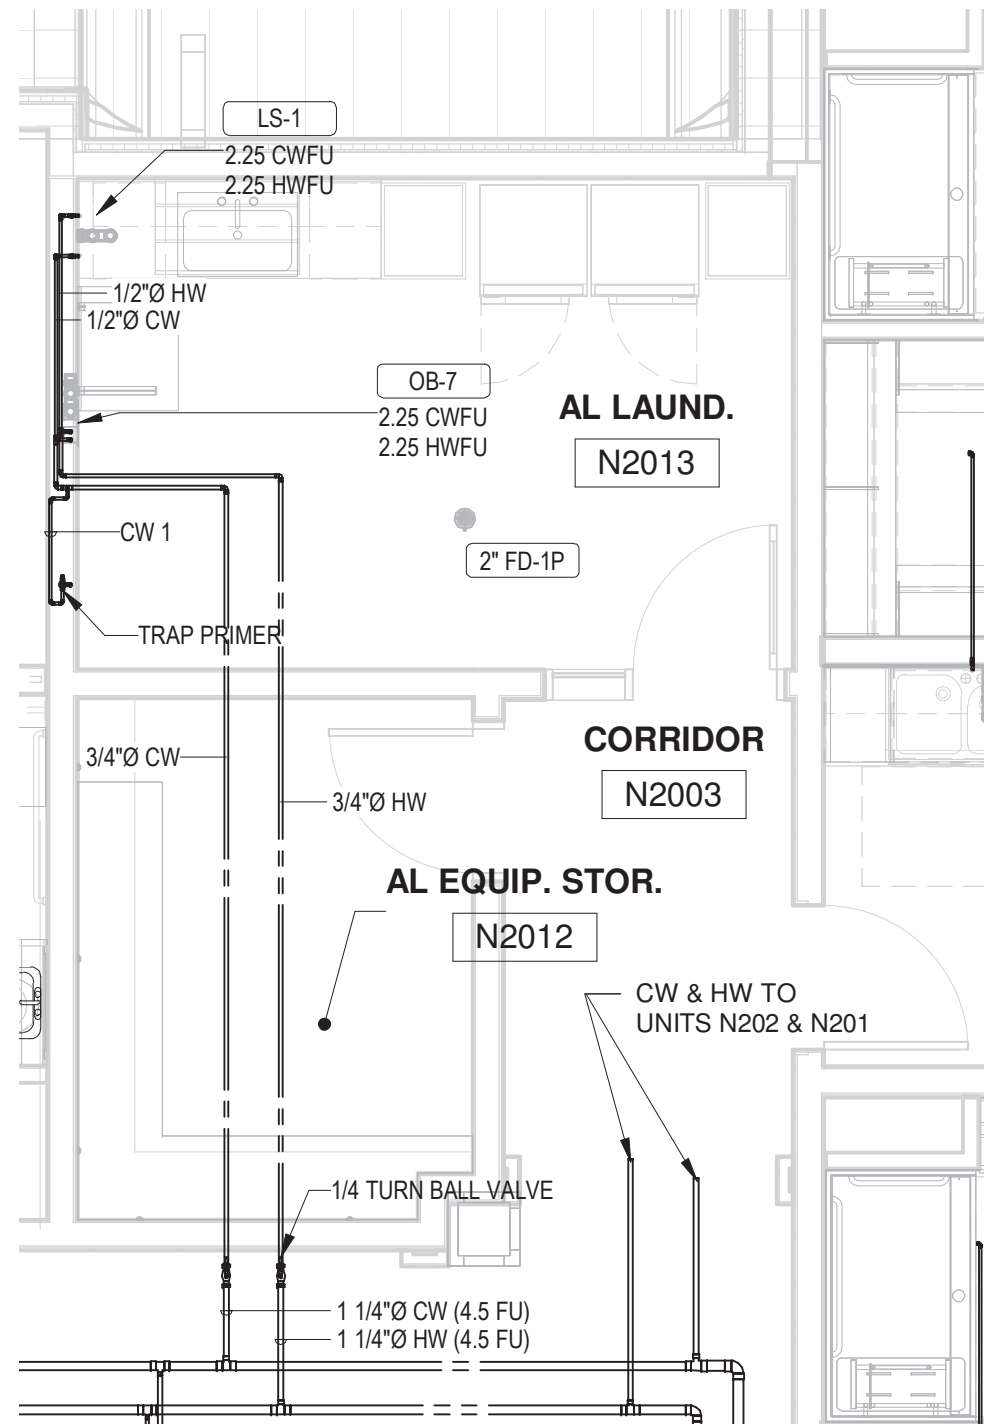 LS-1
2.25 CWFU
2.25 HWFU
1/2"Ø HW
1/2"Ø CW
OB-7
2.25 CWFU
2.25 HWFU
AL LAUND.
N2013
CW 1
2" FD-1P
TRAP PRIMER
CORRIDOR
N2003
3/4"Ø CW
3/4"Ø HW
AL EQUIP. STOR.
N2012
CW & HW TO
UNITS N202 & N201
1/4 TURN BALL VALVE
1 1/4"Ø CW (4.5 FU)
1 1/4"Ø HW (4.5 FU)